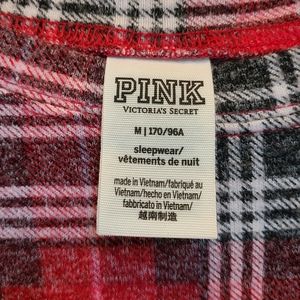 PINK
VICTORIA'S SECRET
M | 170/96A
sleepwear/
vêtements de nuit
made in Vietnam/fabriqué au
Vietnam/hecho en Vietnam/
fabbricato in Vietnam/
越南制造